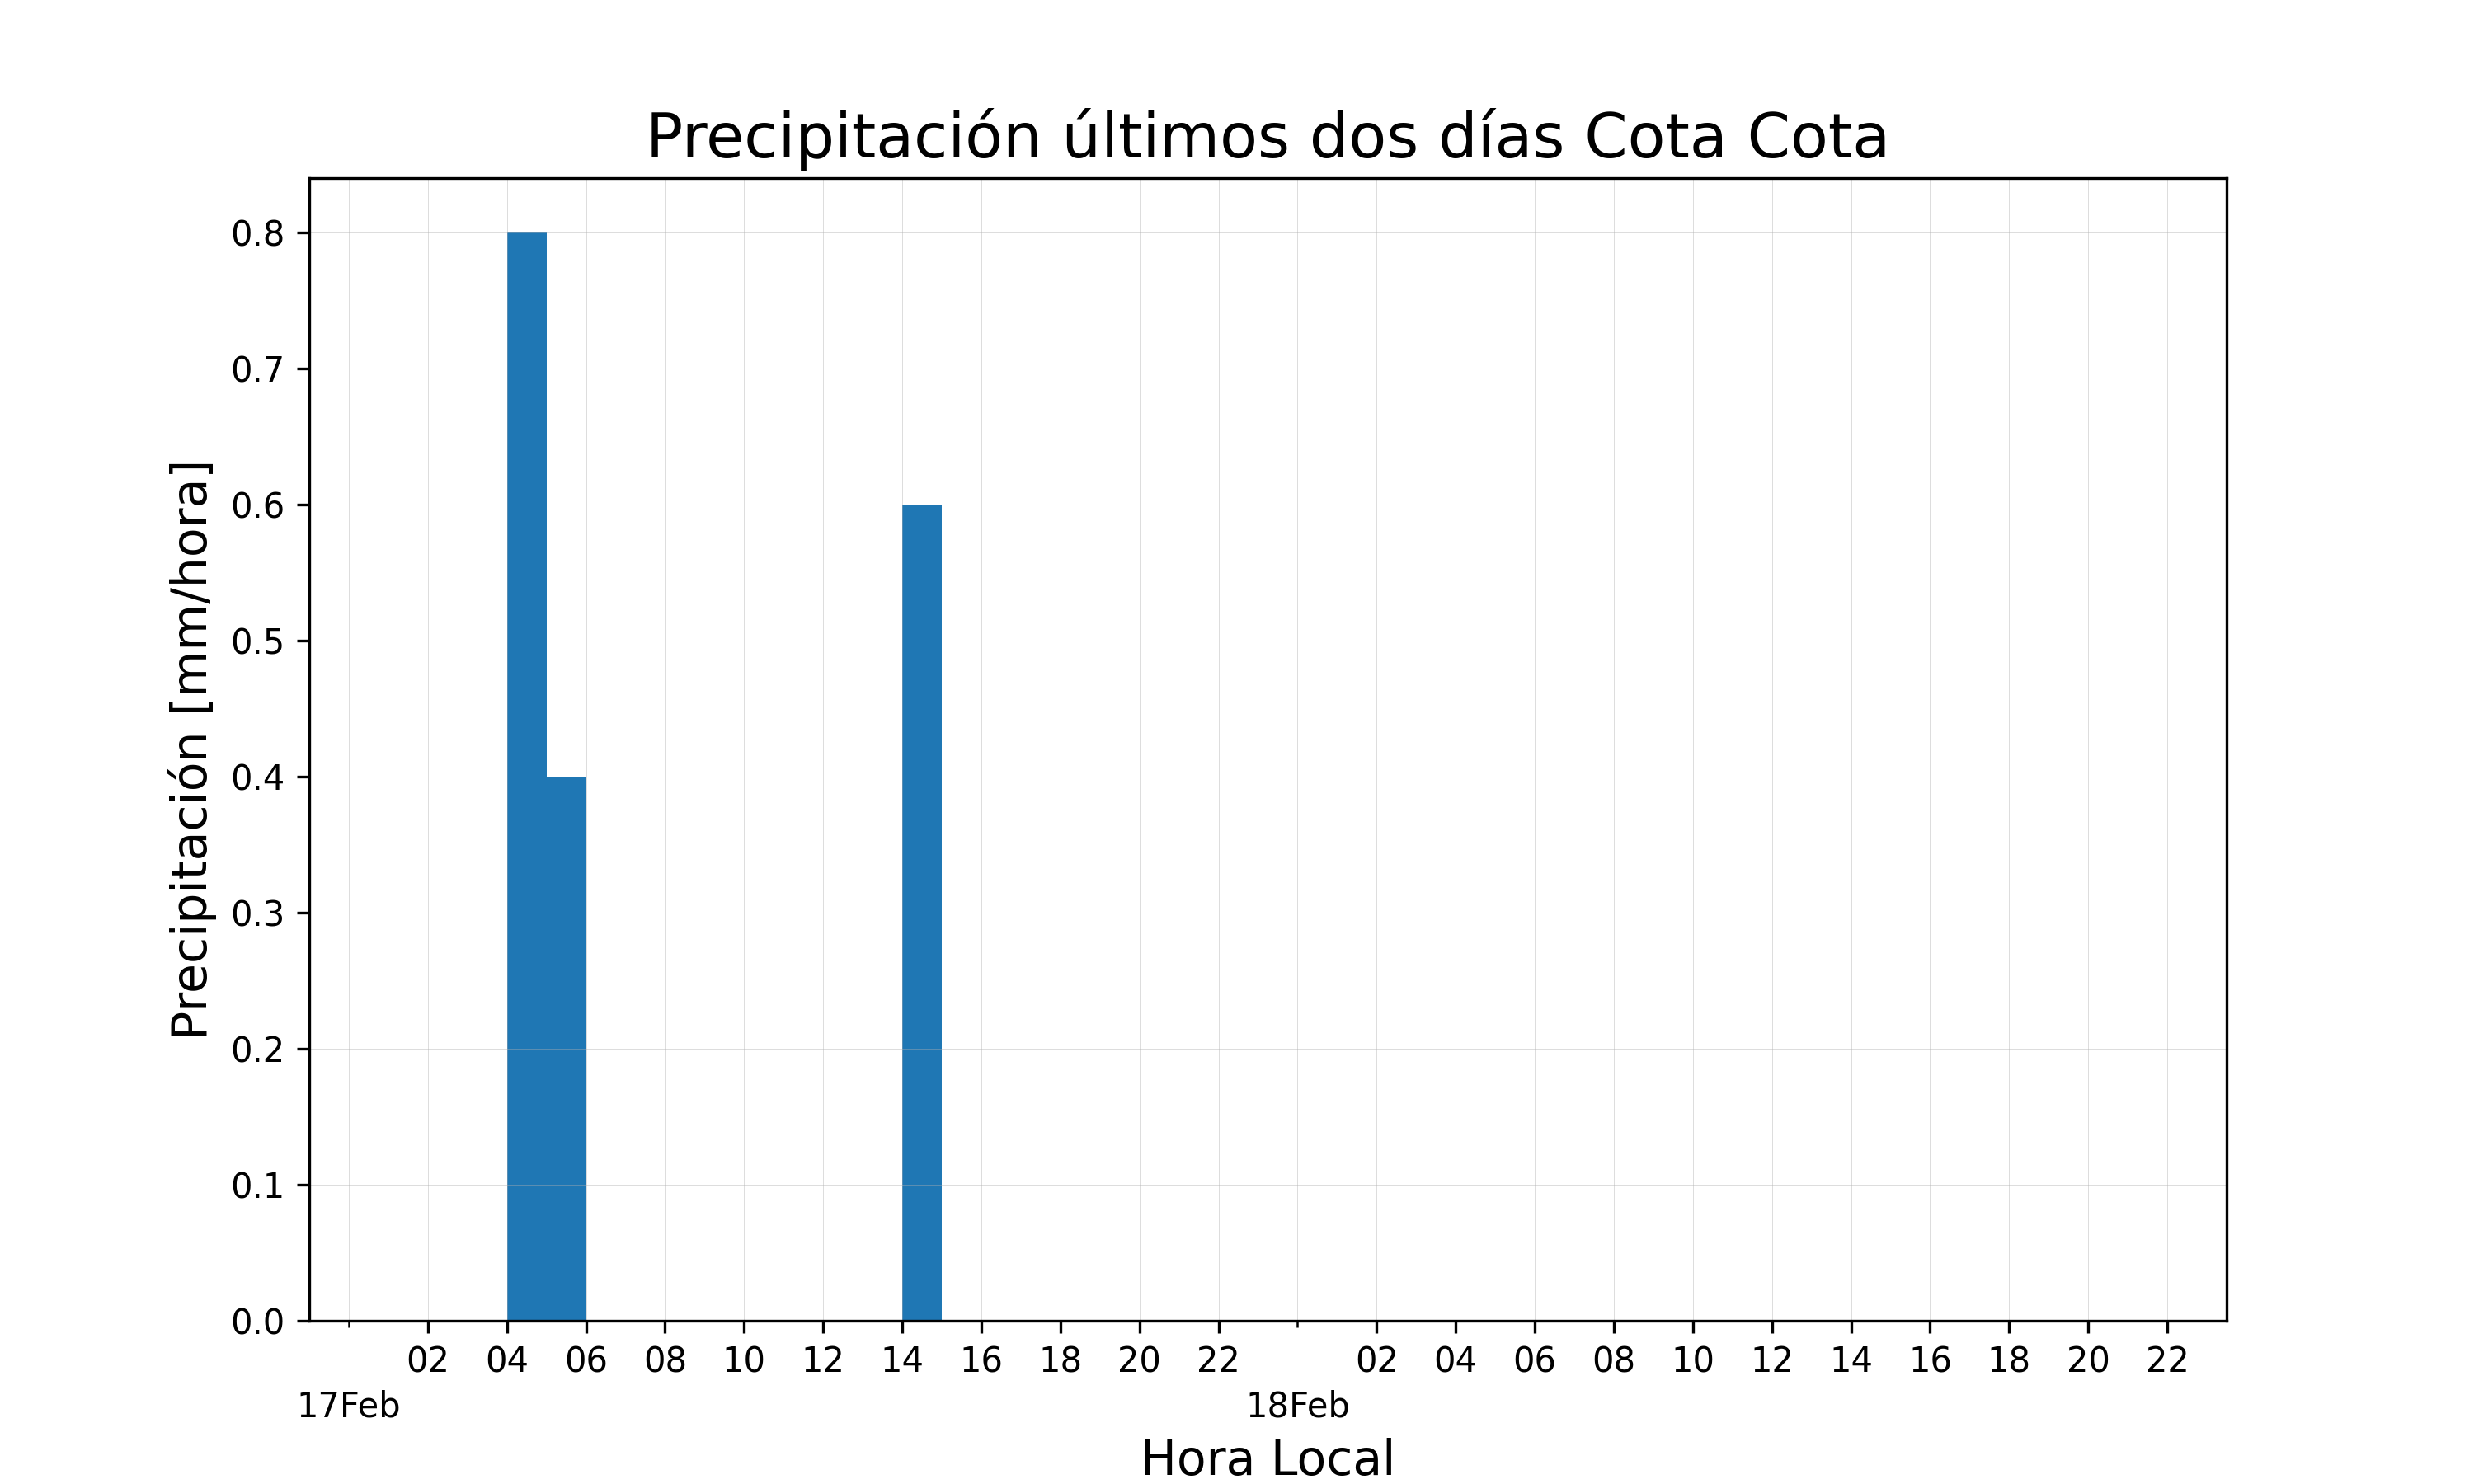 Precipitación últimos dos días Cota Cota
Precipitación [mm/hora]
0.8
0.7
0.6
0.5
0.4
0.3
0.2
0.1
0.0
02 04 06 08 10 12 14 16 18 20 22 02 04 06 08 10 12 14 16 18 20 22
17Feb 18Feb
Hora Local